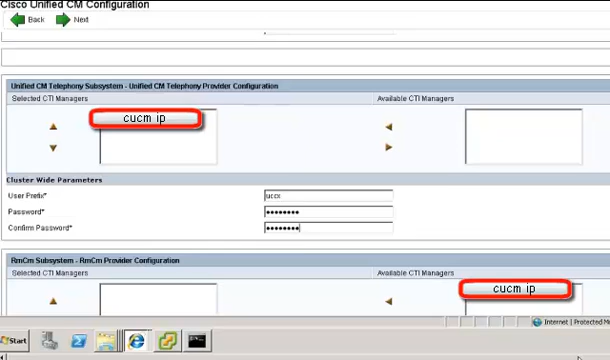 Cisco Unified CM Configuration
Back Next
Unified CM Telephony Subsystem - Unified CM Telephony Provider Configuration
Selected CTI Managers Available CTI Managers
cucm ip
Cluster Wide Parameters
User Prefix* uccx
Password* ••••••••
Confirm Password* ••••••••
RmCm Subsystem - RmCm Provider Configuration
Selected CTI Managers Available CTI Managers
cucm ip
Internet | Protected M
Start